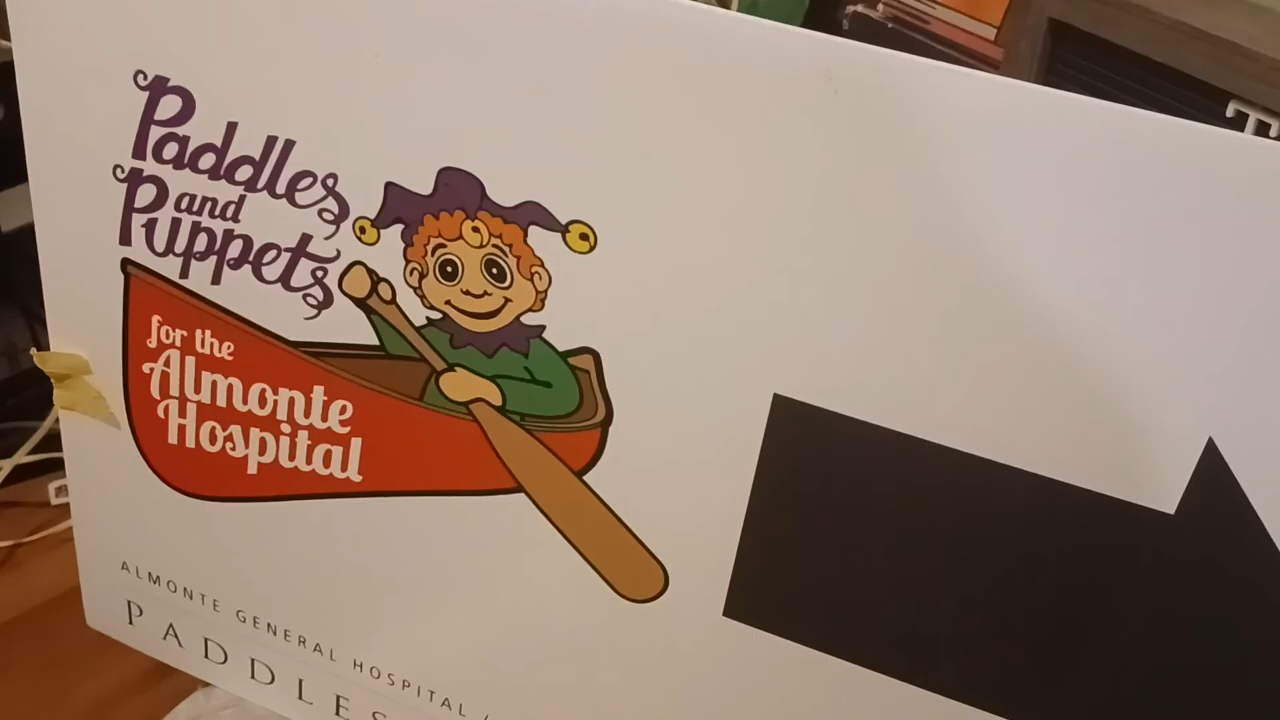 Paddles
and
Puppets
for the
Almonte
Hospital
ALMONTE GENERAL HOSPITAL /
PADDLES